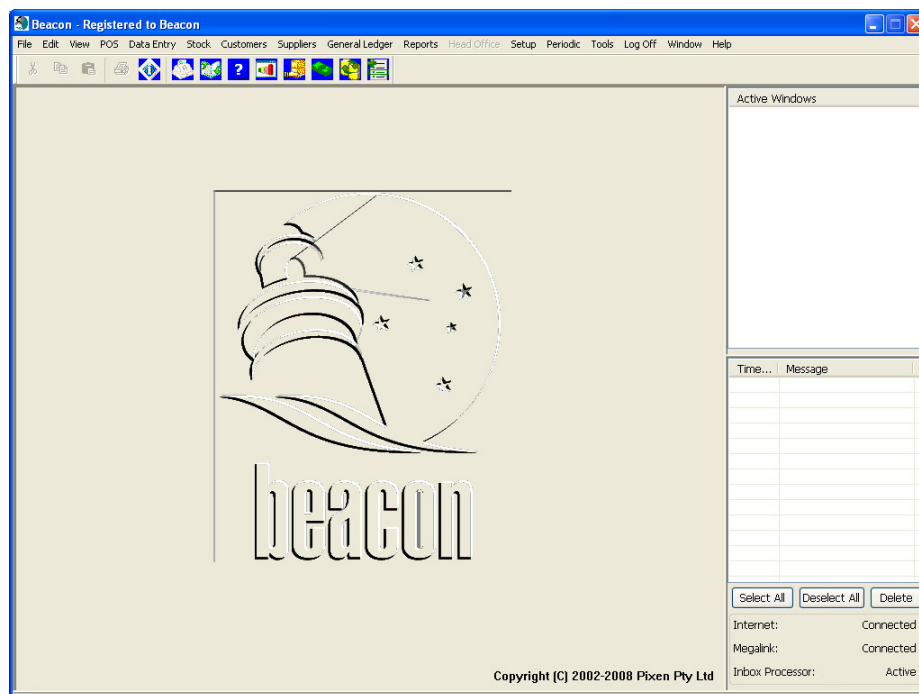 Beacon - Registered to Beacon
File Edit View POS Data Entry Stock Customers Suppliers General Ledger Reports Head Office Setup Periodic Tools Log Off Window Help
?
Active Windows
beacon
Time... Message
Select All Deselect All Delete
Internet: Connected
Megalink: Connected
Inbox Processor: Active
Copyright (C) 2002-2008 Pixen Pty Ltd